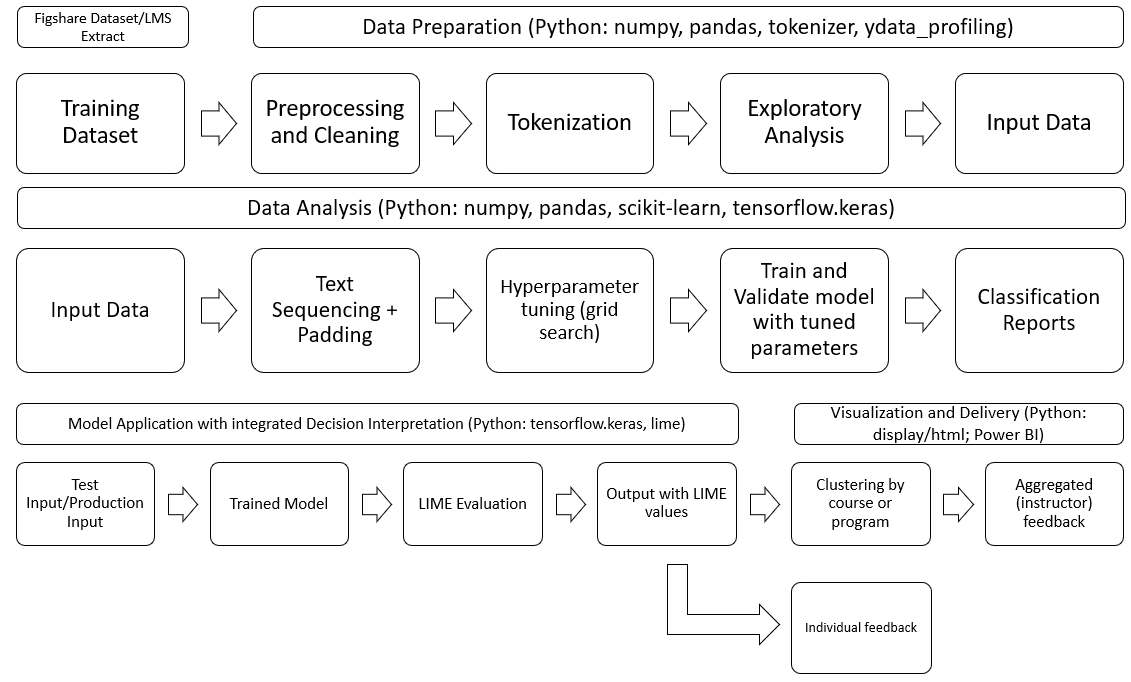 Figshare Dataset/LMS
Extract
Data Preparation (Python: numpy, pandas, tokenizer, ydata_profiling)
Training
Dataset
Preprocessing
and Cleaning
Tokenization
Exploratory
Analysis
Input Data
Data Analysis (Python: numpy, pandas, scikit-learn, tensorflow.keras)
Input Data
Text
Sequencing +
Padding
Hyperparameter
tuning (grid
search)
Train and
Validate model
with tuned
parameters
Classification
Reports
Model Application with integrated Decision Interpretation (Python: tensorflow.keras, lime)
Visualization and Delivery (Python:
display/html; Power BI)
Test
Input/Production
Input
Trained Model
LIME Evaluation
Output with LIME
values
Clustering by
course or
program
Aggregated
(instructor)
feedback
Individual feedback